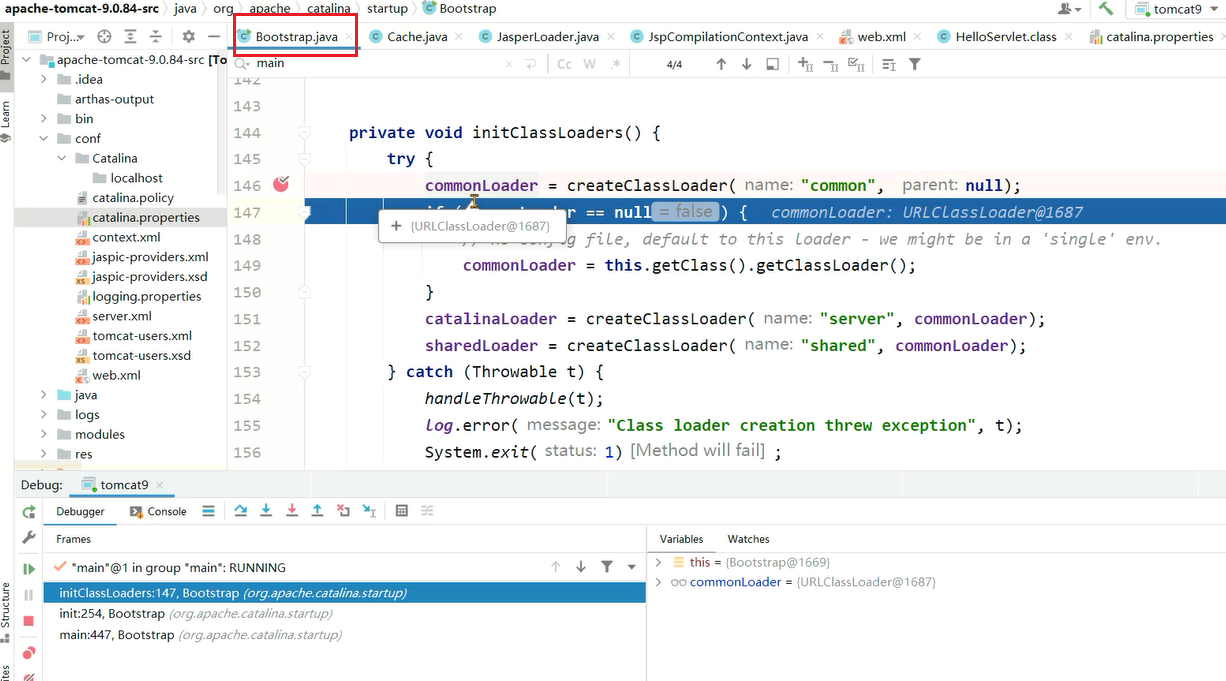 apache-tomcat-9.0.84-src 〉 java 〉 org 〉 apache 〉 catalina 〉 startup 〉 Bootstrap
tomcat9
Project
Learn
Structure
Proj...
Bootstrap.java
Cache.java
JasperLoader.java
JspCompilationContext.java
web.xml
HelloServlet.class
catalina.properties
main
Cc W .*
4/4
apache-tomcat-9.0.84-src [To
.idea
arthas-output
bin
conf
Catalina
localhost
catalina.policy
catalina.properties
context.xml
jaspic-providers.xml
jaspic-providers.xsd
logging.properties
server.xml
tomcat-users.xml
tomcat-users.xsd
web.xml
java
logs
modules
res
142
143
144 private void initClassLoaders() {
145 try {
146 commonLoader = createClassLoader( name: "common", parent: null);
147 == null = false ) { commonLoader: URLClassLoader@1687
+ {URLClassLoader@1687}
148 config file, default to this loader - we might be in a 'single' env.
149 commonLoader = this.getClass().getClassLoader();
150 }
151 catalinaLoader = createClassLoader( name: "server", commonLoader);
152 sharedLoader = createClassLoader( name: "shared", commonLoader);
153 } catch (Throwable t) {
154 handleThrowable(t);
155 log.error( message: "Class loader creation threw exception", t);
156 System.exit( status: 1) [Method will fail] ;
Debug: tomcat9
Debugger Console
Frames
"main"@1 in group "main": RUNNING
initClassLoaders:147, Bootstrap (org.apache.catalina.startup)
init:254, Bootstrap (org.apache.catalina.startup)
main:447, Bootstrap (org.apache.catalina.startup)
Variables Watches
this = {Bootstrap@1669}
commonLoader = {URLClassLoader@1687}